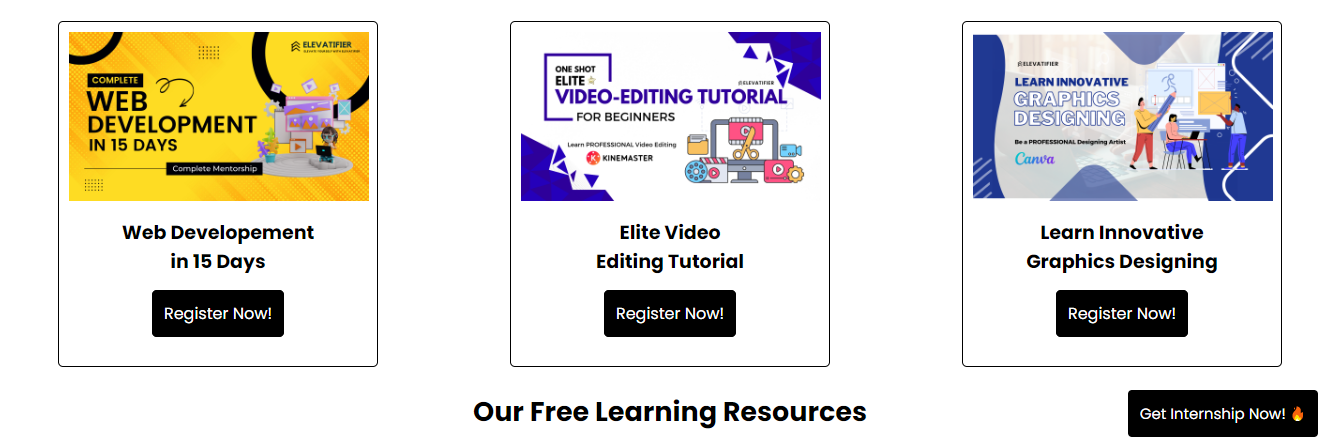 ELEVATIFIER
COMPLETE
WEB
DEVELOPMENT
IN 15 DAYS
Complete Mentorship
Web Developement
in 15 Days
Register Now!
ONE SHOT
ELITE
ELEVATIFIER
VIDEO-EDITING TUTORIAL
FOR BEGINNERS
Learn PROFESSIONAL Video Editing
KINEMASTER
Elite Video
Editing Tutorial
Register Now!
ELEVATIFIER
LEARN INNOVATIVE
GRAPHICS
DESIGNING
Be a PROFESSIONAL Designing Artist
Canva
Learn Innovative
Graphics Designing
Register Now!
Our Free Learning Resources
Get Internship Now! 🔥